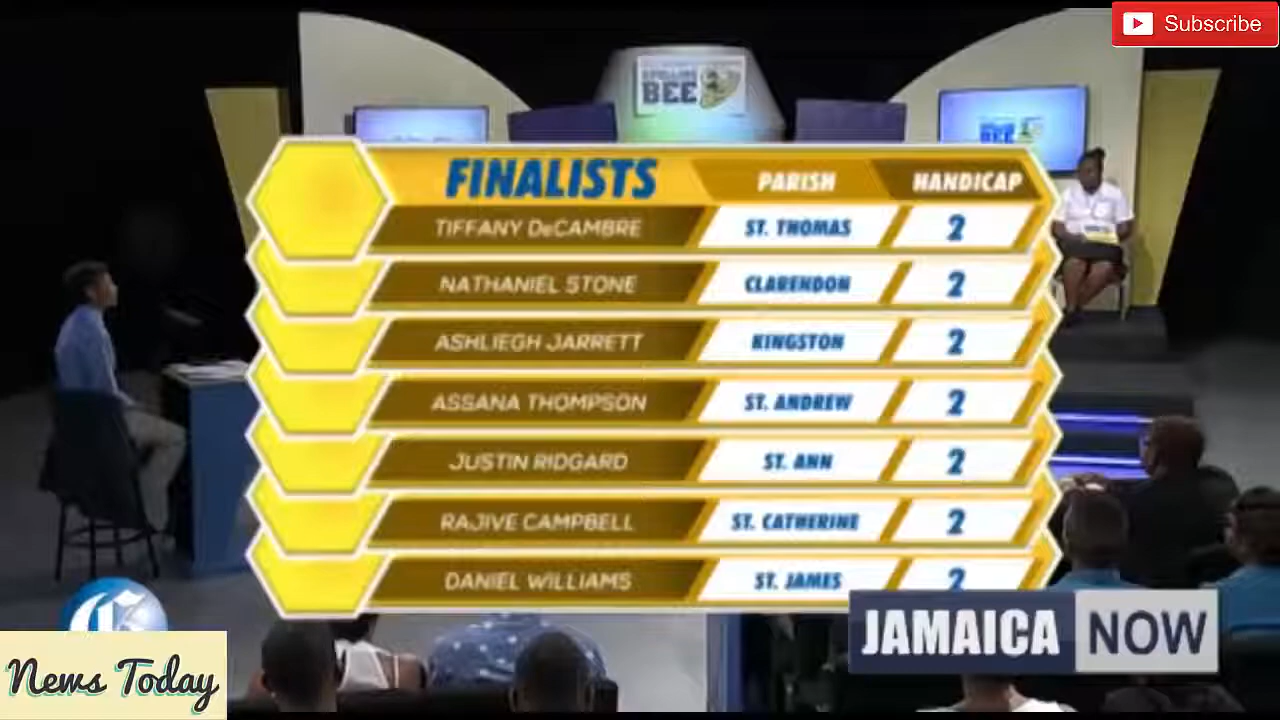 Subscribe
SPELLING
BEE
BEE
FINALISTS PARISH HANDICAP
TIFFANY DeCAMBRE ST. THOMAS 2
NATHANIEL STONE CLARENDON 2
ASHLIEGH JARRETT KINGSTON 2
ASSANA THOMPSON ST. ANDREW 2
JUSTIN RIDGARD ST. ANN 2
RAJIVE CAMPBELL ST. CATHERINE 2
DANIEL WILLIAMS ST. JAMES 2
JAMAICA NOW
News Today